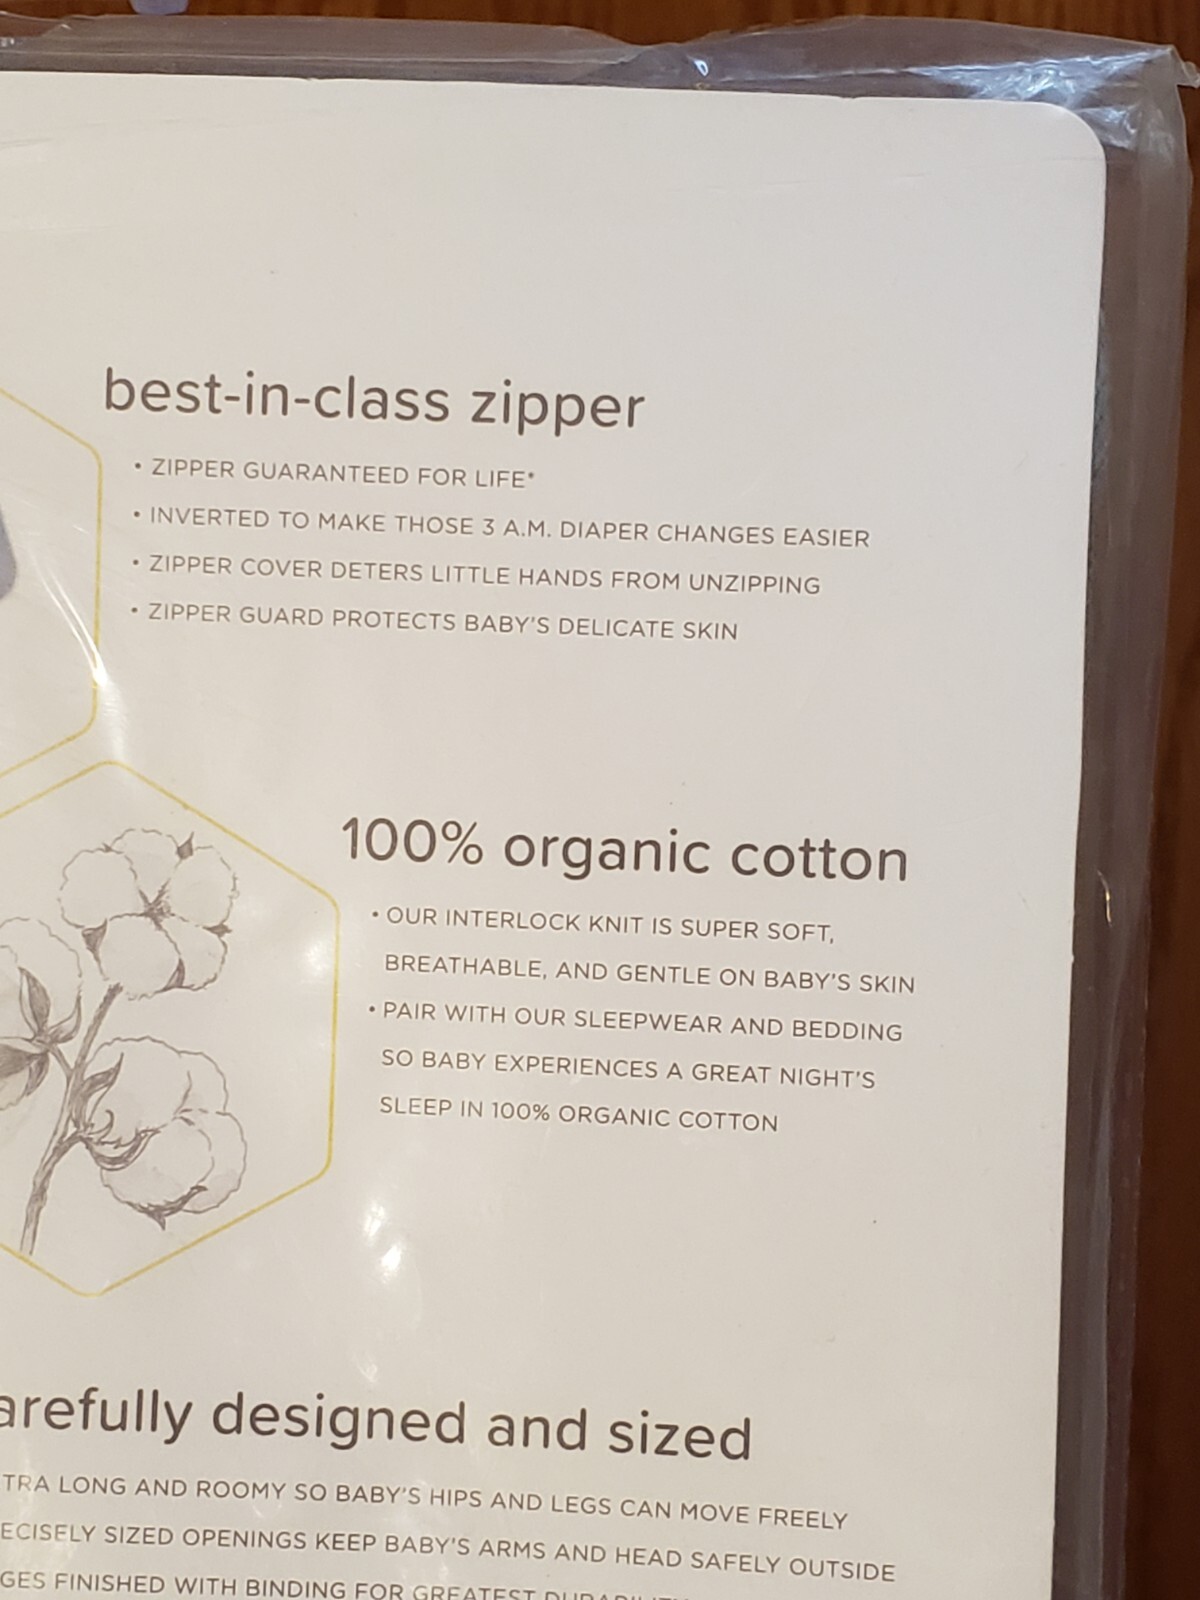 best-in-class zipper
• ZIPPER GUARANTEED FOR LIFE*
• INVERTED TO MAKE THOSE 3 A.M. DIAPER CHANGES EASIER
• ZIPPER COVER DETERS LITTLE HANDS FROM UNZIPPING
• ZIPPER GUARD PROTECTS BABY'S DELICATE SKIN
100% organic cotton
• OUR INTERLOCK KNIT IS SUPER SOFT,
BREATHABLE, AND GENTLE ON BABY'S SKIN
• PAIR WITH OUR SLEEPWEAR AND BEDDING
SO BABY EXPERIENCES A GREAT NIGHT'S
SLEEP IN 100% ORGANIC COTTON
arefully designed and sized
TRA LONG AND ROOMY SO BABY'S HIPS AND LEGS CAN MOVE FREELY
ECISELY SIZED OPENINGS KEEP BABY'S ARMS AND HEAD SAFELY OUTSIDE
GES FINISHED WITH BINDING FOR GREATEST